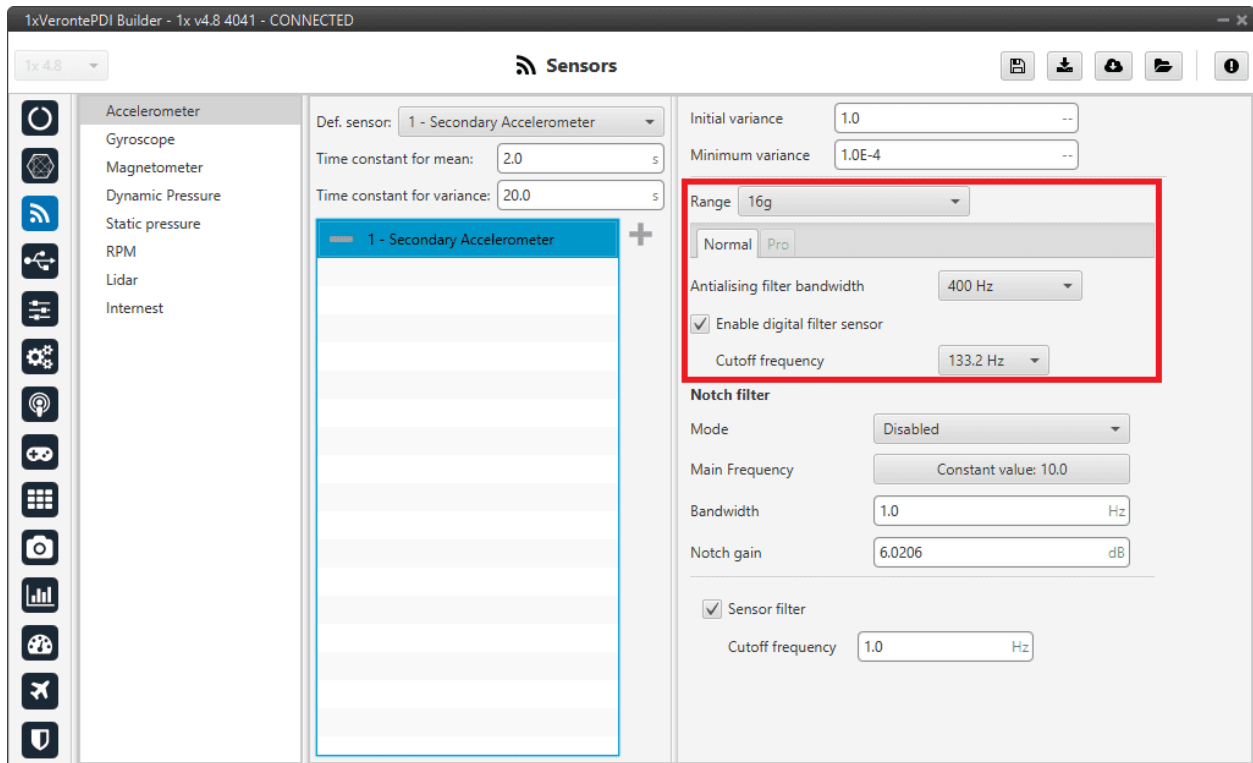 1xVerontePDI Builder - 1x v4.8 4041 - CONNECTED
1x 4.8
Sensors
Accelerometer
Gyroscope
Magnetometer
Dynamic Pressure
Static pressure
RPM
Lidar
Internest
Def. sensor: 1 - Secondary Accelerometer
Time constant for mean: 2.0 s
Time constant for variance: 20.0 s
1 - Secondary Accelerometer
Initial variance 1.0 --
Minimum variance 1.0E-4 --
Range 16g
Normal Pro
Antialising filter bandwidth 400 Hz
Enable digital filter sensor
Cutoff frequency 133.2 Hz
Notch filter
Mode Disabled
Main Frequency Constant value: 10.0
Bandwidth 1.0 Hz
Notch gain 6.0206 dB
Sensor filter
Cutoff frequency 1.0 Hz